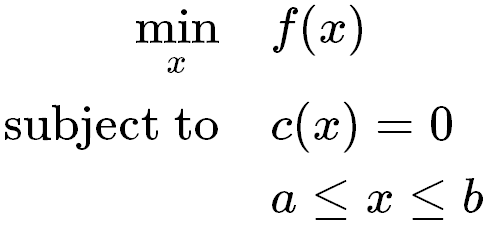 min f(x)
x
subject to c(x) = 0
a ≤ x ≤ b